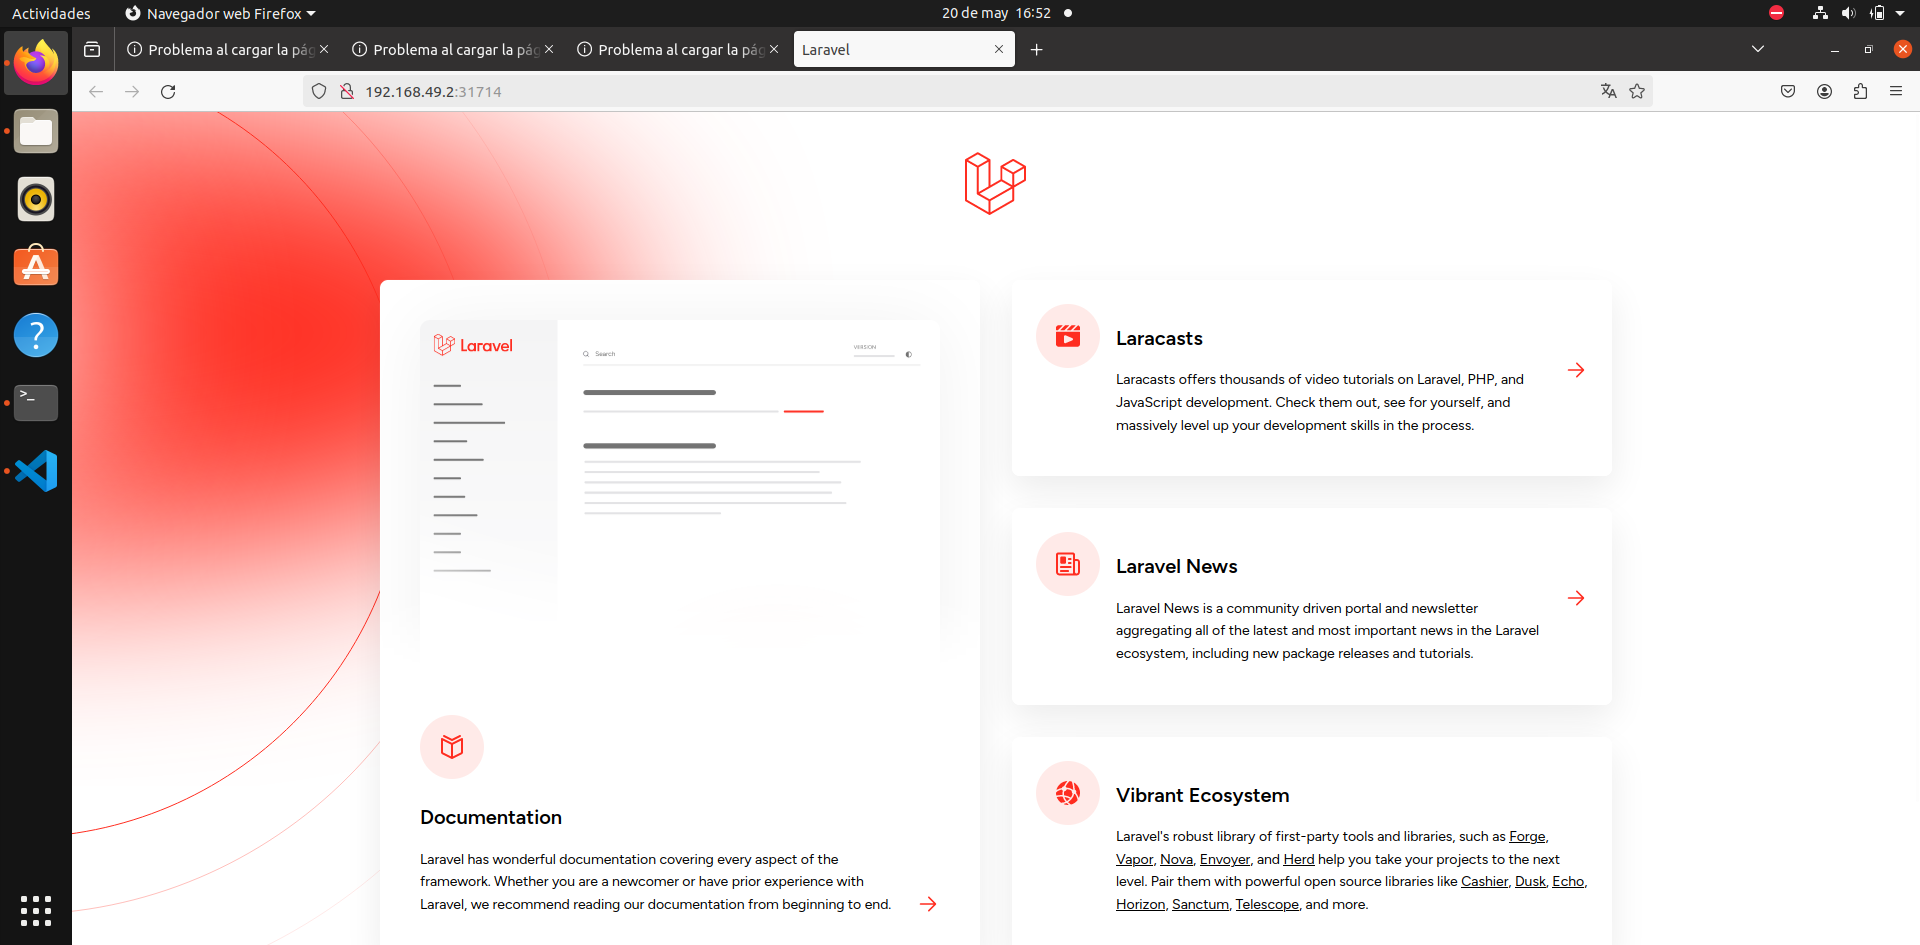 Actividades
Navegador web Firefox
20 de may 16:52
Problema al cargar la pág
Problema al cargar la pág
Problema al cargar la pág
Laravel
192.168.49.2:31714
Laravel
Search
VERSION
Documentation
Laravel has wonderful documentation covering every aspect of the
framework. Whether you are a newcomer or have prior experience with
Laravel, we recommend reading our documentation from beginning to end.
Laracasts
Laracasts offers thousands of video tutorials on Laravel, PHP, and
JavaScript development. Check them out, see for yourself, and
massively level up your development skills in the process.
Laravel News
Laravel News is a community driven portal and newsletter
aggregating all of the latest and most important news in the Laravel
ecosystem, including new package releases and tutorials.
Vibrant Ecosystem
Laravel's robust library of first-party tools and libraries, such as Forge,
Vapor, Nova, Envoyer, and Herd help you take your projects to the next
level. Pair them with powerful open source libraries like Cashier, Dusk, Echo,
Horizon, Sanctum, Telescope, and more.